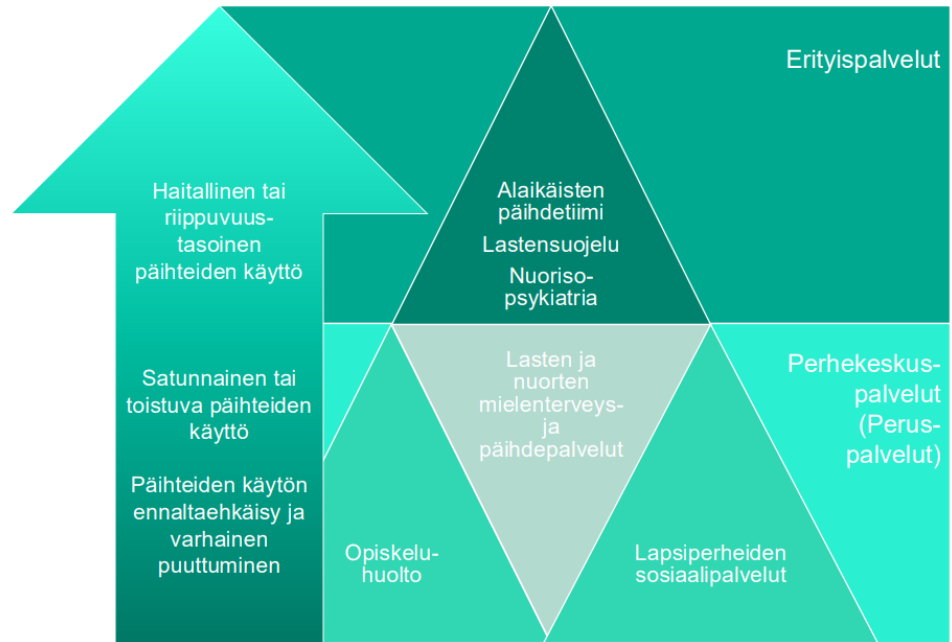 Erityispalvelut
Haitallinen tai
riippuvuus-
tasoinen
päihteiden käyttö
Alaikäisten
päihdetiimi
Lastensuojelu
Nuoriso-
psykiatria
Satunnainen tai
toistuva päihteiden
käyttö
Päihteiden käytön
ennaltaehkäisy ja
varhainen
puuttuminen
Lasten ja
nuorten
mielenterveys-
ja
päihdepalvelut
Perhekeskus-
palvelut
(Perus-
palvelut)
Opiskelu-
huolto
Lapsiperheiden
sosiaalipalvelut